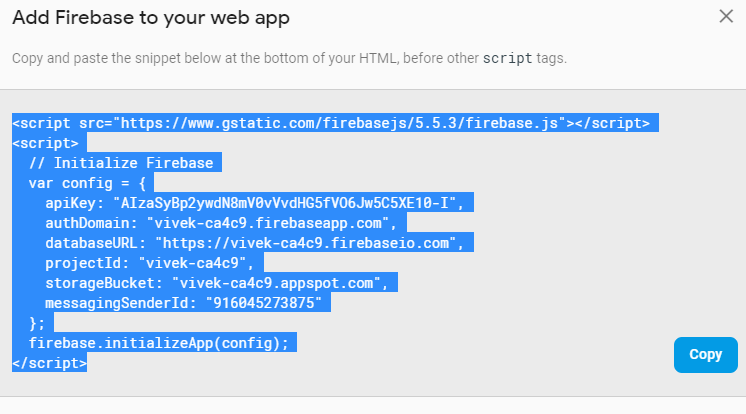 Add Firebase to your web app
Copy and paste the snippet below at the bottom of your HTML, before other script tags.
<script src="https://www.gstatic.com/firebasejs/5.5.3/firebase.js"></script>
<script>
// Initialize Firebase
var config = {
apiKey: "AIzaSyBp2ywdN8mV0vVvdHG5fVO6Jw5C5XE10-I",
authDomain: "vivek-ca4c9.firebaseapp.com",
databaseURL: "https://vivek-ca4c9.firebaseio.com",
projectId: "vivek-ca4c9",
storageBucket: "vivek-ca4c9.appspot.com",
messagingSenderId: "916045273875"
};
firebase.initializeApp(config);
</script>
Copy